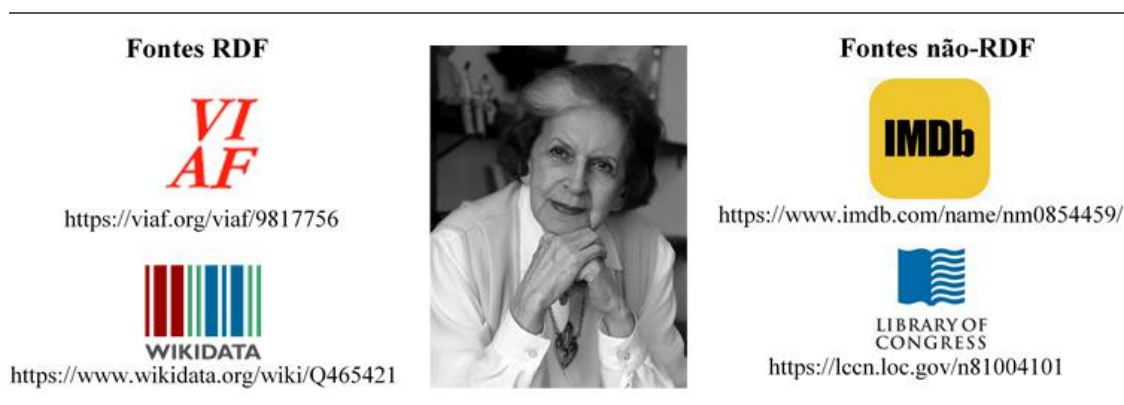 Fontes RDF
VI
AF
https://viaf.org/viaf/9817756
WIKIDATA
https://www.wikidata.org/wiki/Q465421
Fontes não-RDF
IMDb
https://www.imdb.com/name/nm0854459/
LIBRARY OF
CONGRESS
https://lccn.loc.gov/n81004101